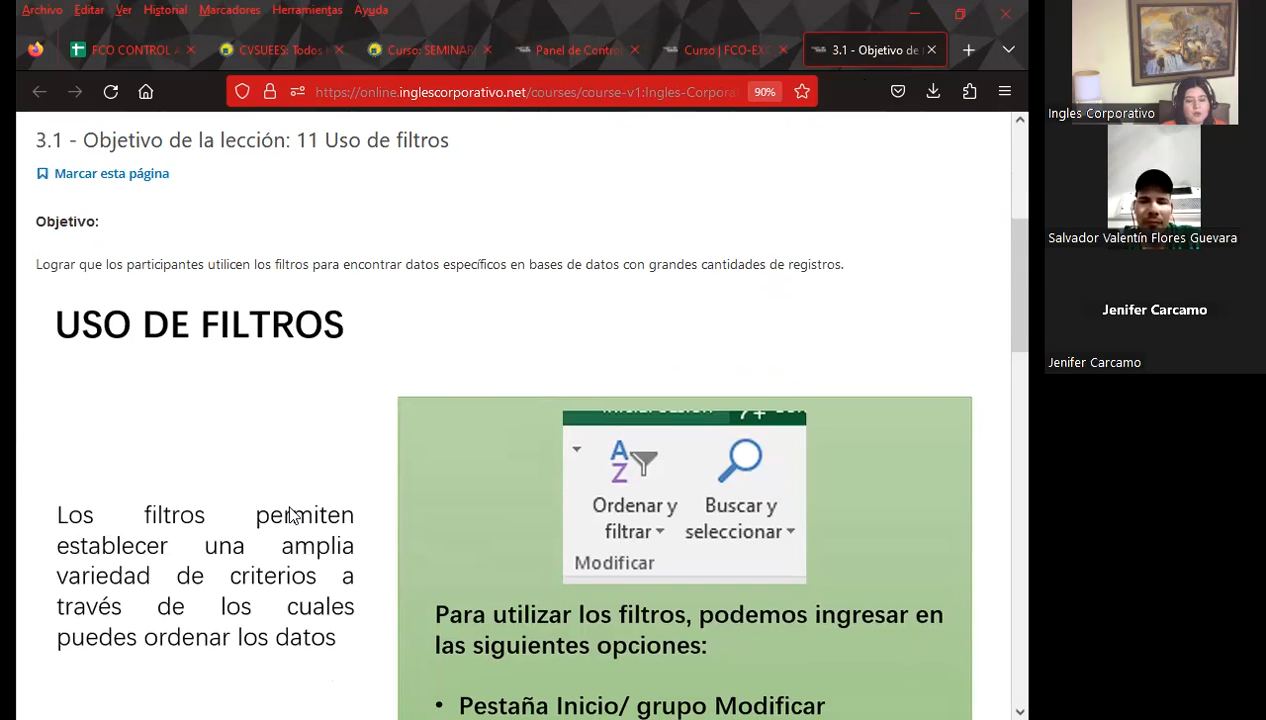 Archivo Editar Ver Historial Marcadores Herramientas Ayuda
FCO CONTROL A
CVSUEES: Todos
Curso: SEMINAR
Panel de Contro
Curso | FCO-EXC
3.1 - Objetivo de
https://online.inglescorporativo.net/courses/course-v1:Ingles-Corpora
90%
3.1 - Objetivo de la lección: 11 Uso de filtros
Marcar esta página
Objetivo:
Lograr que los participantes utilicen los filtros para encontrar datos específicos en bases de datos con grandes cantidades de registros.
USO DE FILTROS
Los filtros permiten
establecer una amplia
variedad de criterios a
través de los cuales
puedes ordenar los datos
Ordenar y
filtrar
Buscar y
seleccionar
Modificar
Para utilizar los filtros, podemos ingresar en
las siguientes opciones:
• Pestaña Inicio/ grupo Modificar
Ingles Corporativo
Salvador Valentín Flores Guevara
Jenifer Carcamo
Jenifer Carcamo